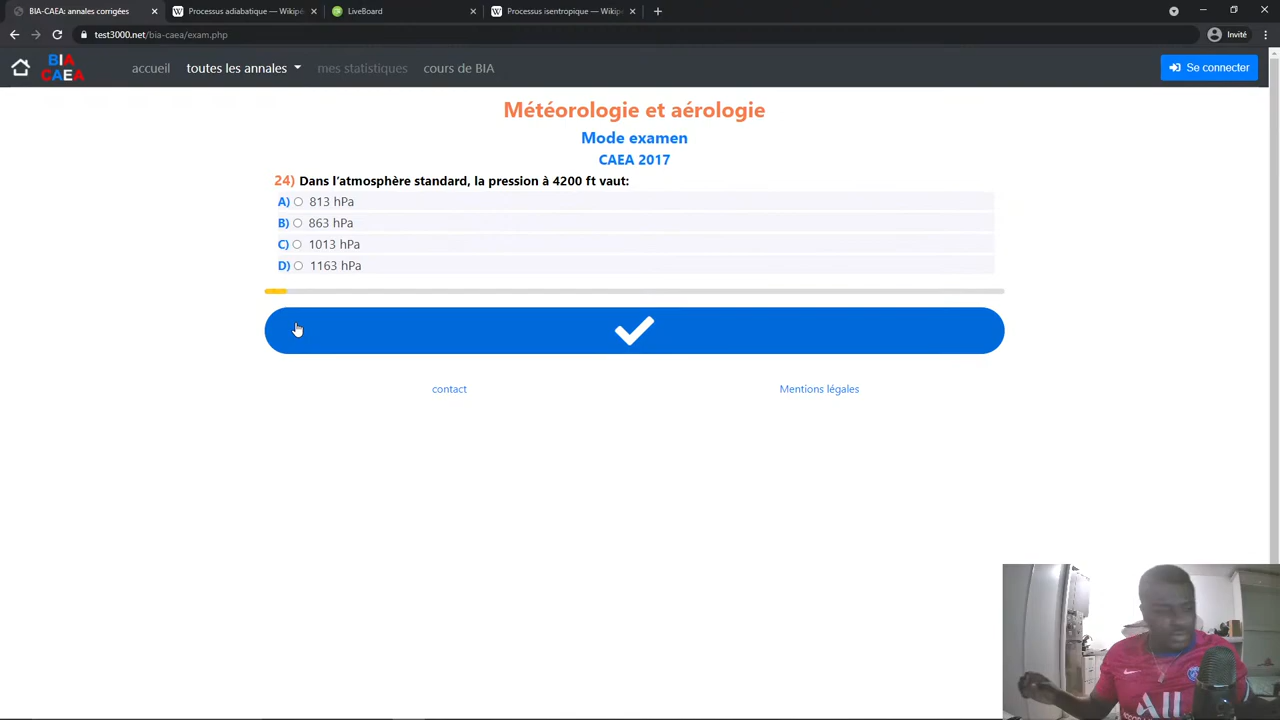 BIA-CAEA: annales corrigées
Processus adiabatique — Wikipé
LiveBoard
Processus isentropique — Wikip
test3000.net/bia-caea/exam.php
Invité
BIA
CAEA
accueil
toutes les annales
mes statistiques
cours de BIA
Se connecter
Météorologie et aérologie
Mode examen
CAEA 2017
24) Dans l'atmosphère standard, la pression à 4200 ft vaut:
A) 813 hPa
B) 863 hPa
C) 1013 hPa
D) 1163 hPa
contact
Mentions légales
ALL